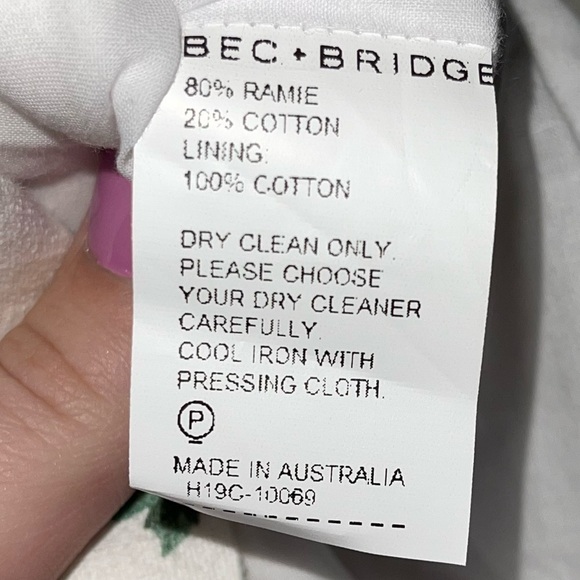 BEC + BRIDGE
80% RAMIE
20% COTTON
LINING:
100% COTTON
DRY CLEAN ONLY.
PLEASE CHOOSE
YOUR DRY CLEANER
CAREFULLY.
COOL IRON WITH
PRESSING CLOTH.
P
MADE IN AUSTRALIA
H19C-10069